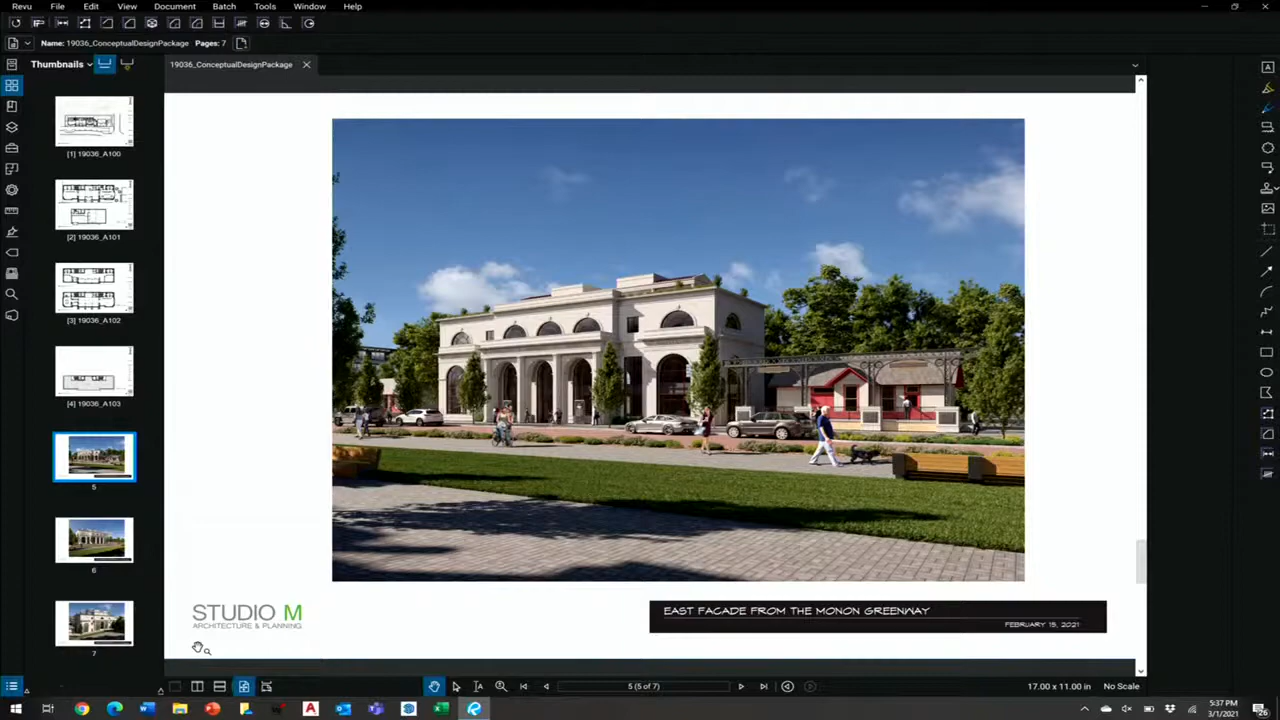 Revu File Edit View Document Batch Tools Window Help
Name: 19036_ConceptualDesignPackage Pages: 7
Thumbnails
19036_ConceptualDesignPackage
[1] 19036_A100
[2] 19036_A101
[3] 19036_A102
[4] 19036_A103
5
6
7
STUDIO M
ARCHITECTURE & PLANNING
EAST FACADE FROM THE MONON GREENWAY
FEBRUARY 15, 2021
5 (5 of 7)
17.00 x 11.00 in No Scale
5:37 PM
3/1/2021